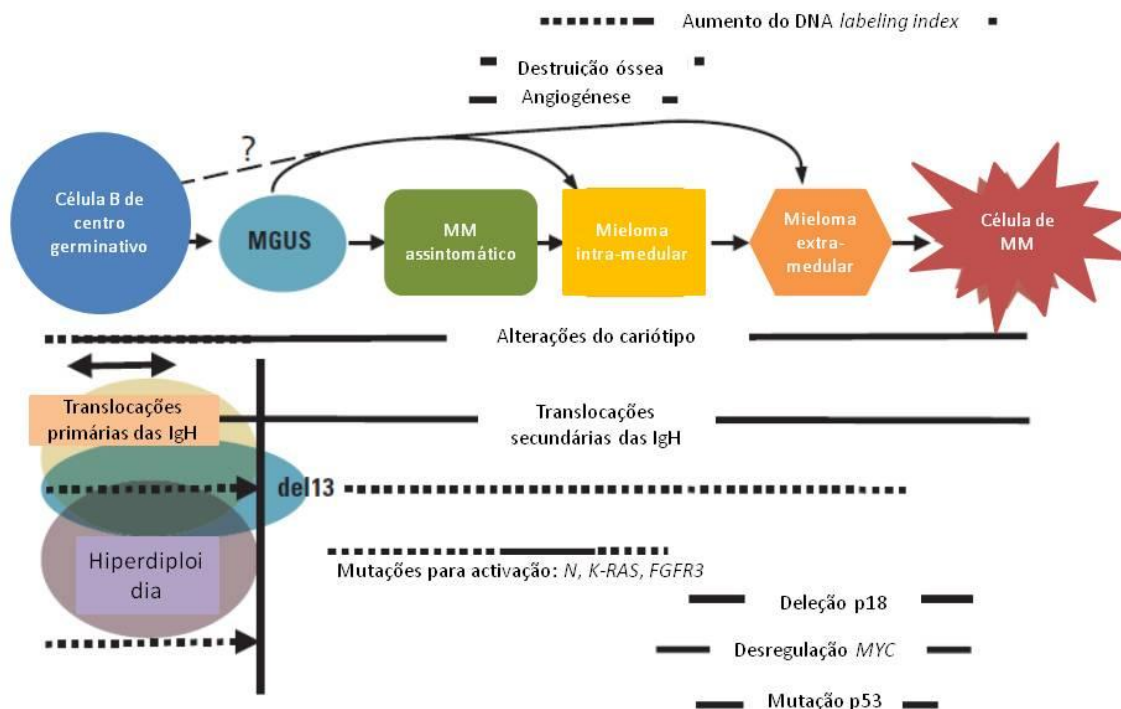 Aumento do DNA labeling index
Destruição óssea
Angiogénese
?
Célula B de
centro
germinativo
MGUS
MM
assintomático
Mieloma
intra-medular
Mieloma
extra-
medular
Célula de
MM
Alterações do cariótipo
Translocações
primárias das IgH
Translocações
secundárias das IgH
del13
Hiperdiploi
dia
Mutações para activação: N, K-RAS, FGFR3
Deleção p18
Desregulação MYC
Mutação p53